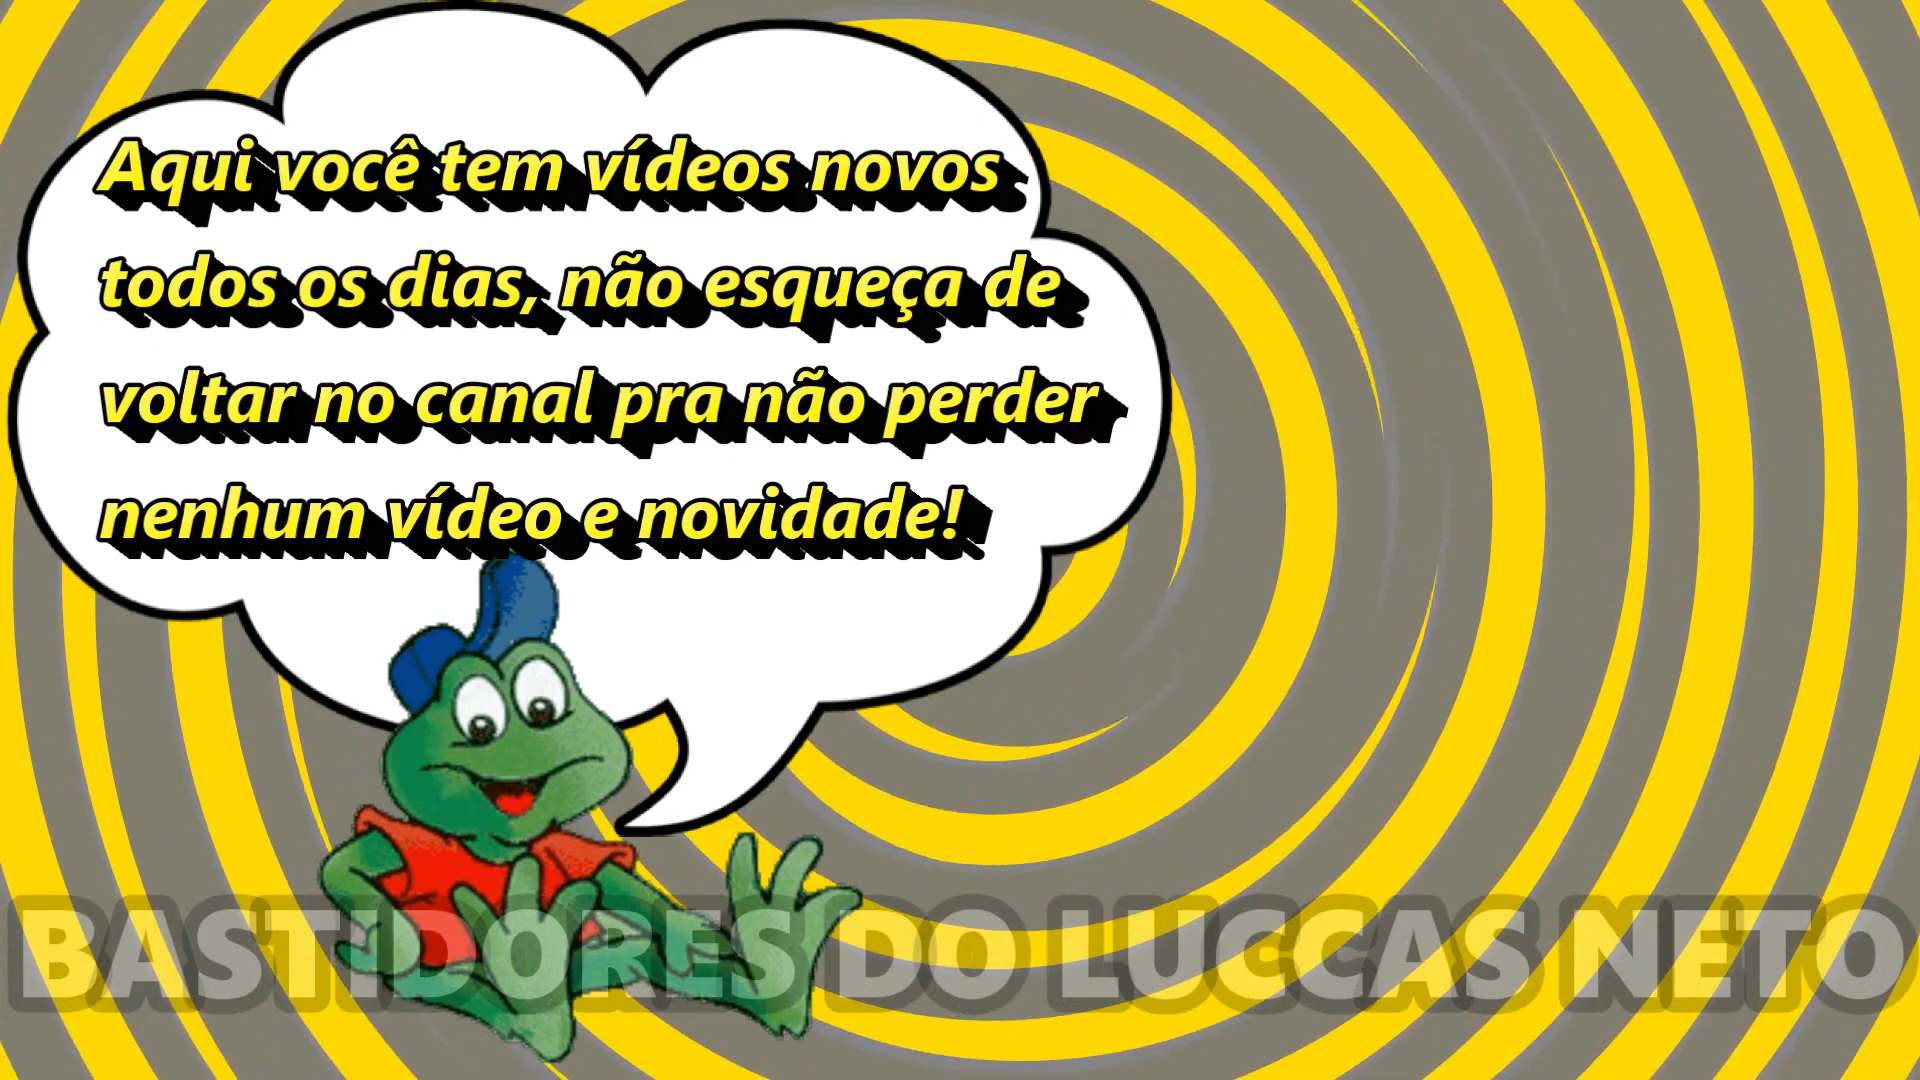 Aqui você tem vídeos novos
todos os dias, não esqueça de
voltar no canal pra não perder
nenhum vídeo e novidade!
BASTIDORES DO LUCCAS NETO